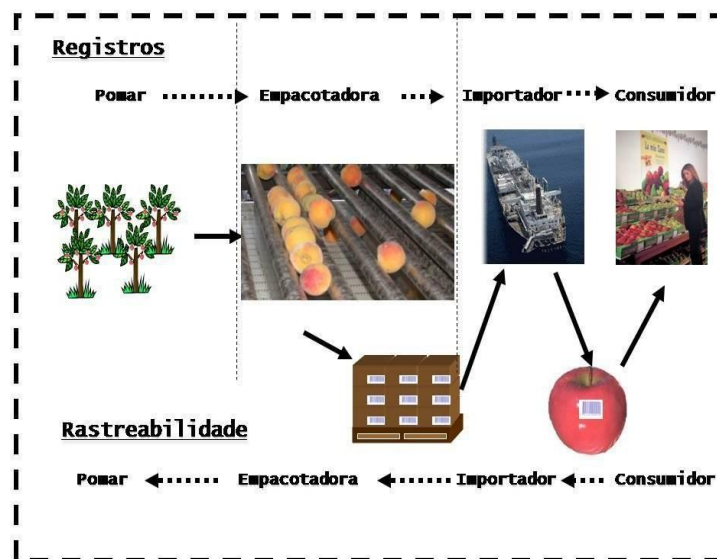 Registros
Pomar Empacotadora Importador Consumidor
Rastreabilidade
Pomar Empacotadora Importador Consumidor